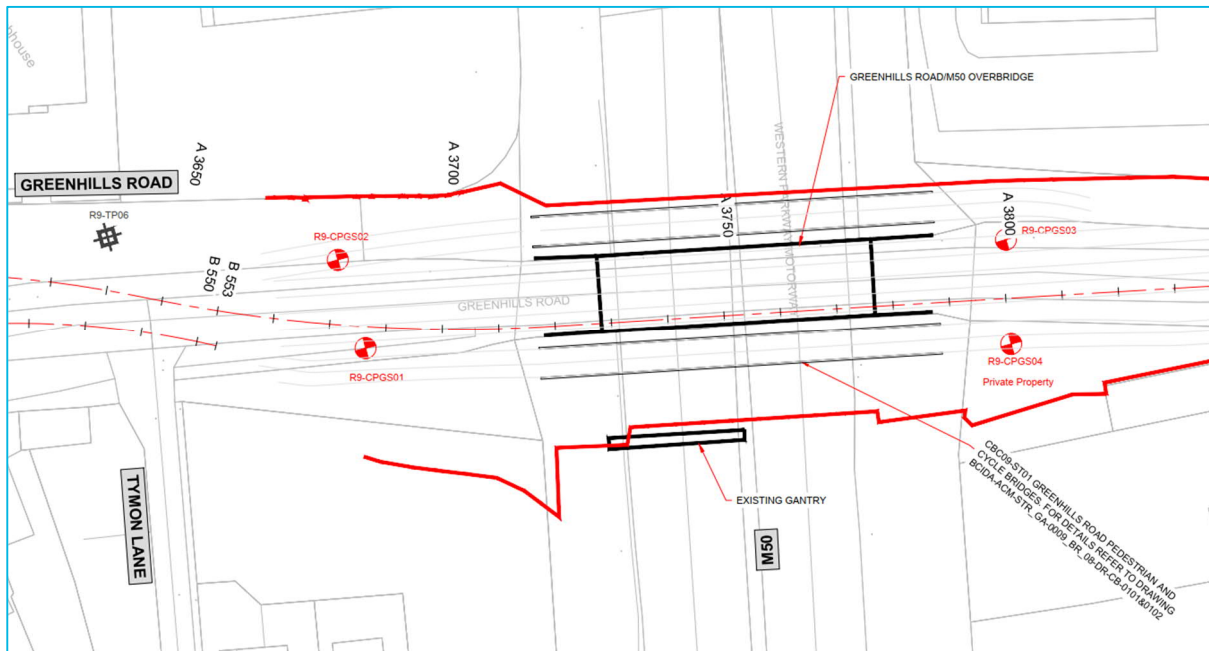 bhouse
GREENHILLS ROAD/M50 OVERBRIDGE
A 3650
A 3700
GREENHILLS ROAD
R9-TP06
R9-CPGS02
WESTERN PARKWAY MOTORWAY
A 3750
A 3800
R9-CPGS03
B 550
B 553
GREENHILLS ROAD
R9-CPGS01
R9-CPGS04
Private Property
EXISTING GANTRY
TYMON LANE
M50
CBC09-ST01 GREENHILLS ROAD PEDESTRIAN AND
CYCLE BRIDGES. FOR DETAILS REFER TO DRAWING
BCIDA-ACM-STR_GA-0009_BR_08-DR-CB-0101&0102